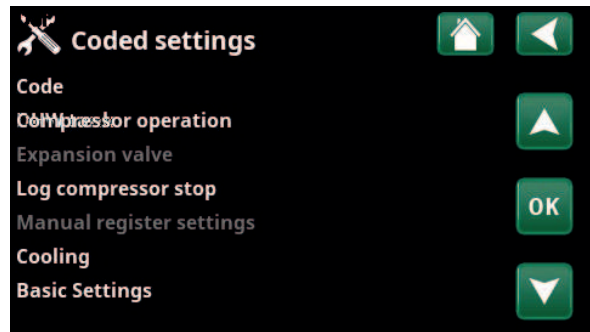 Coded settings
Code
Compressor operation
Expansion valve
Log compressor stop
OK
Manual register settings
Cooling
Basic Settings